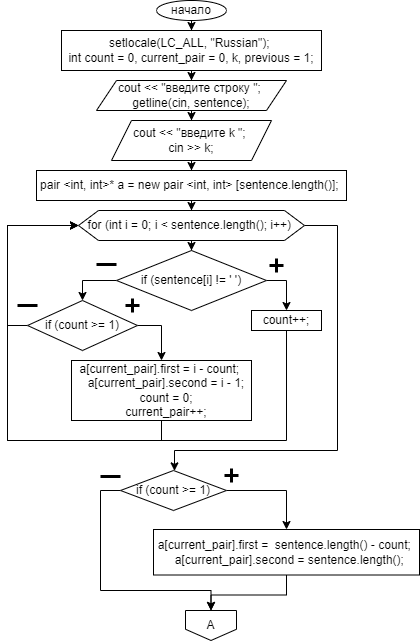 начало
setlocale(LC_ALL, "Russian");
int count = 0, current_pair = 0, k, previous = 1;
cout << "введите строку ";
getline(cin, sentence);
cout << "введите k ";
cin >> k;
pair <int, int>* a = new pair <int, int> [sentence.length()];
for (int i = 0; i < sentence.length(); i++)
if (sentence[i] != ' ')
— +
count++;
if (count >= 1)
— +
a[current_pair].first = i - count;
a[current_pair].second = i - 1;
count = 0;
current_pair++;
if (count >= 1)
— +
a[current_pair].first = sentence.length() - count;
a[current_pair].second = sentence.length();
A